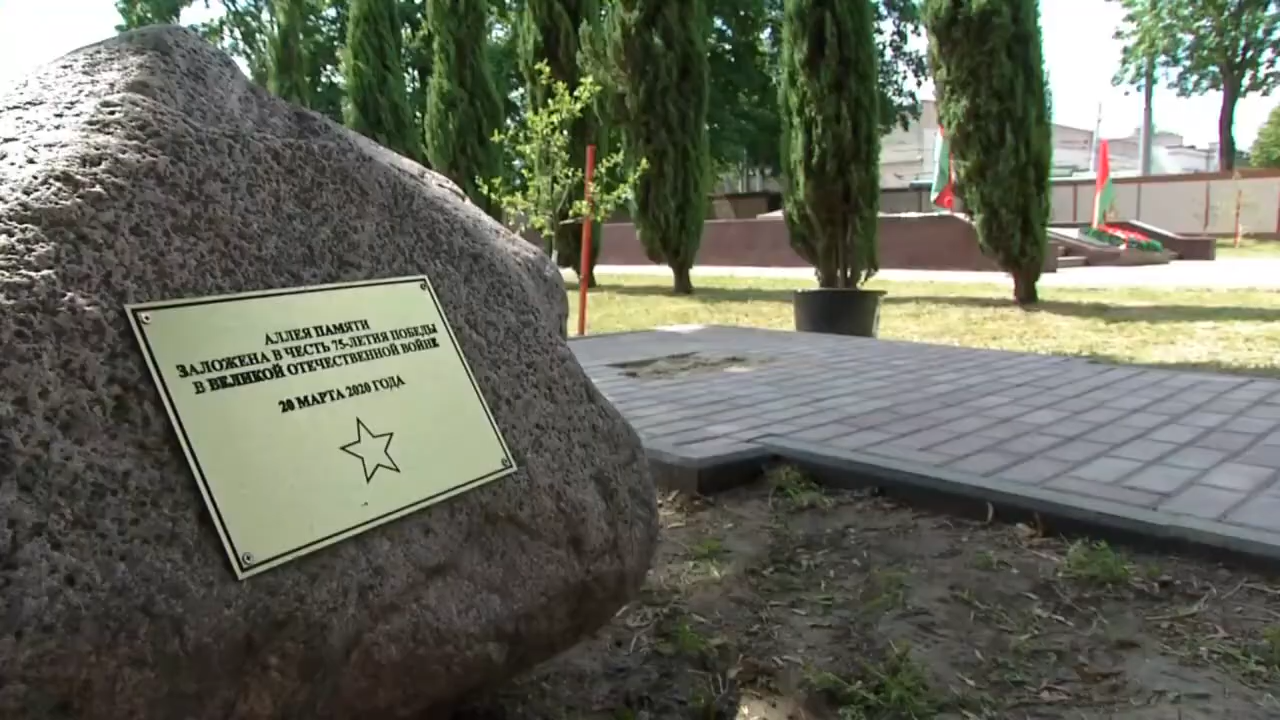 АЛЛЕЯ ПАМЯТИ
ЗАЛОЖЕНА В ЧЕСТЬ 75-ЛЕТИЯ ПОБЕДЫ
В ВЕЛИКОЙ ОТЕЧЕСТВЕННОЙ ВОЙНЕ
20 МАРТА 2020 ГОДА